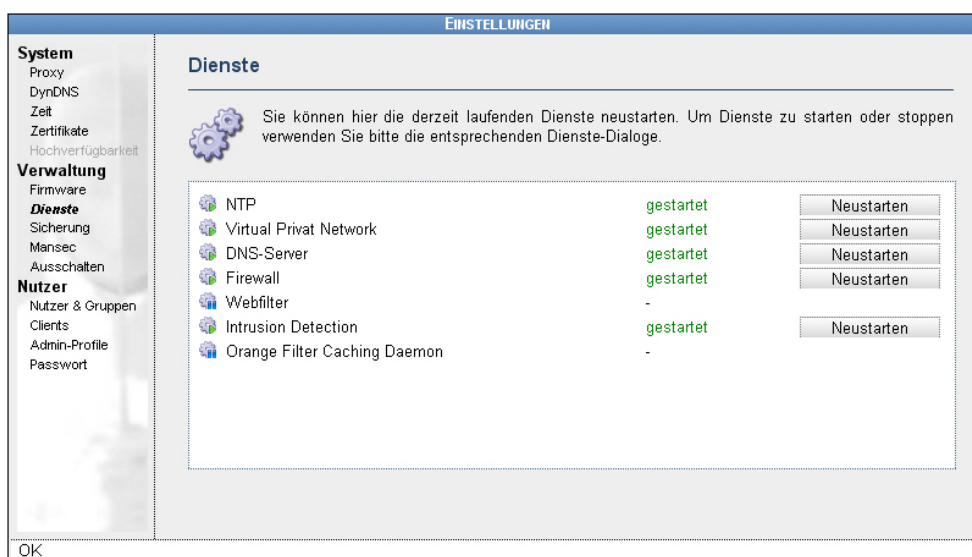 EINSTELLUNGEN
System
Proxy
DynDNS
Zeit
Zertifikate
Hochverfügbarkeit
Verwaltung
Firmware
Dienste
Sicherung
Mansec
Ausschalten
Nutzer
Nutzer & Gruppen
Clients
Admin-Profile
Passwort
Dienste
Sie können hier die derzeit laufenden Dienste neustarten. Um Dienste zu starten oder stoppen
verwenden Sie bitte die entsprechenden Dienste-Dialoge.
NTP gestartet Neustarten
Virtual Privat Network gestartet Neustarten
DNS-Server gestartet Neustarten
Firewall gestartet Neustarten
Webfilter -
Intrusion Detection gestartet Neustarten
Orange Filter Caching Daemon -
OK